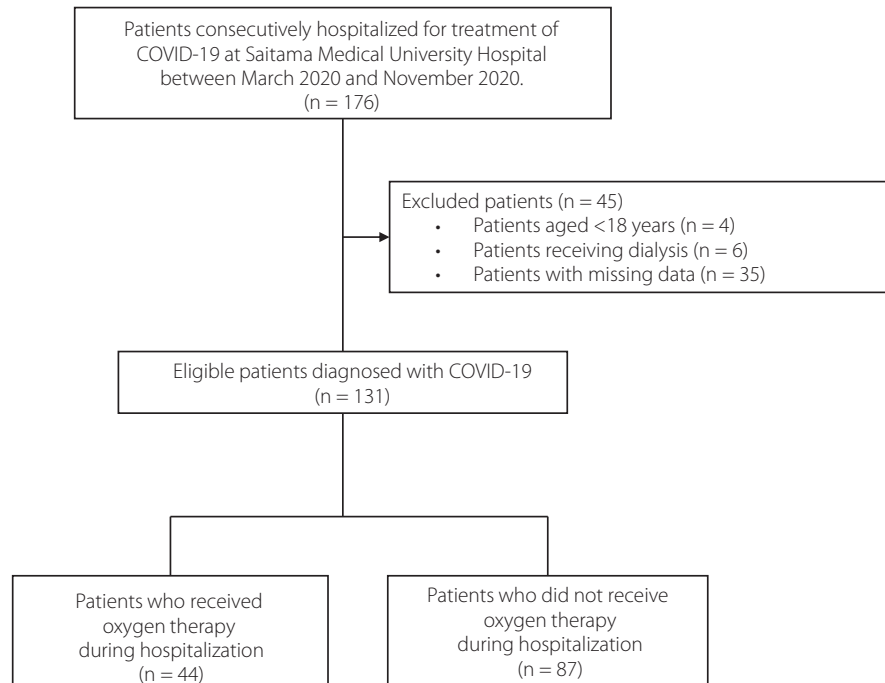 Patients consecutively hospitalized for treatment of
COVID-19 at Saitama Medical University Hospital
between March 2020 and November 2020.
(n = 176)
Excluded patients (n = 45)
• Patients aged <18 years (n = 4)
• Patients receiving dialysis (n = 6)
• Patients with missing data (n = 35)
Eligible patients diagnosed with COVID-19
(n = 131)
Patients who received
oxygen therapy
during hospitalization
(n = 44)
Patients who did not receive
oxygen therapy
during hospitalization
(n = 87)